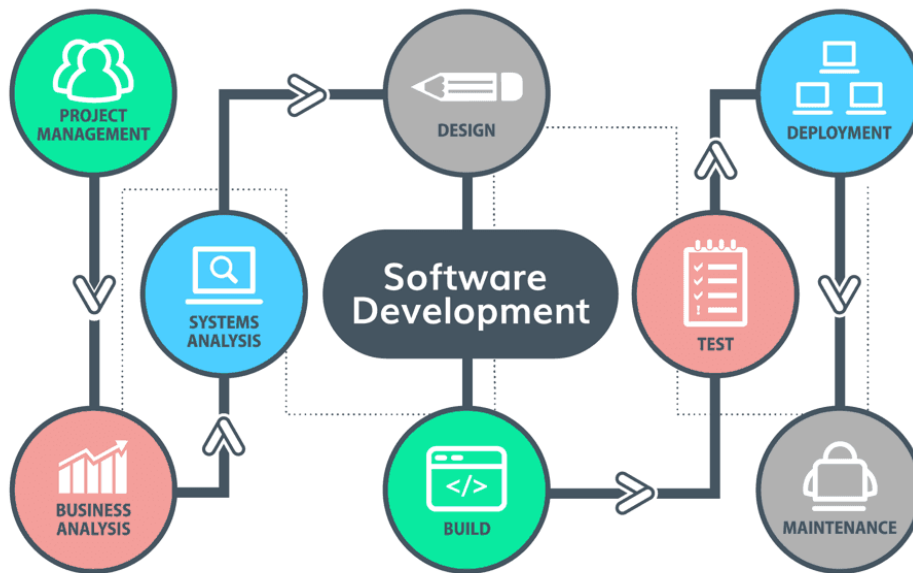 PROJECT
MANAGEMENT
BUSINESS
ANALYSIS
SYSTEMS
ANALYSIS
DESIGN
Software
Development
</>
BUILD
TEST
DEPLOYMENT
MAINTENANCE